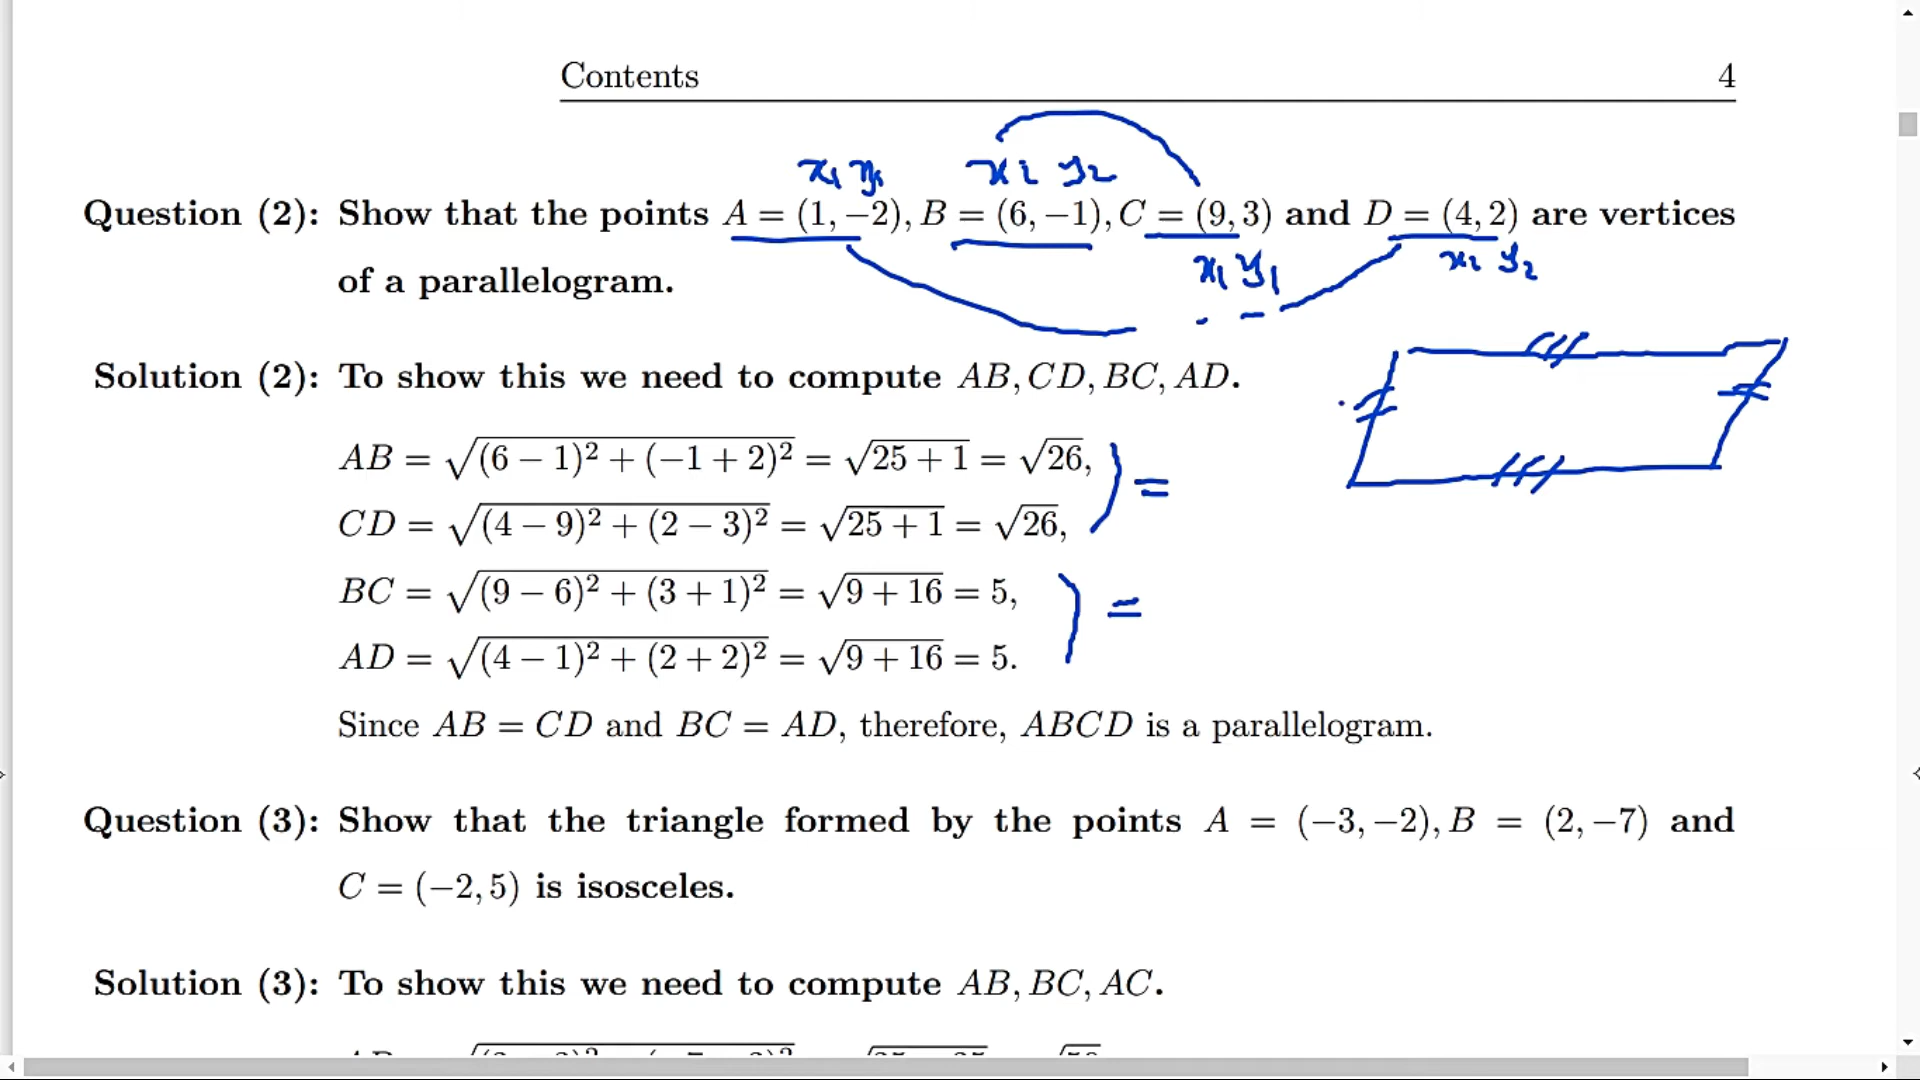 Contents 4
x₁ y₁ x₂ y₂
Question (2): Show that the points A = (1, −2), B = (6, −1), C = (9, 3) and D = (4, 2) are vertices
x₁ y₁ x₂ y₂
of a parallelogram.
Solution (2): To show this we need to compute AB, CD, BC, AD.
AB = √((6 − 1)² + (−1 + 2)²) = √(25 + 1) = √26,
=
CD = √((4 − 9)² + (2 − 3)²) = √(25 + 1) = √26,
BC = √((9 − 6)² + (3 + 1)²) = √(9 + 16) = 5,
=
AD = √((4 − 1)² + (2 + 2)²) = √(9 + 16) = 5.
Since AB = CD and BC = AD, therefore, ABCD is a parallelogram.
Question (3): Show that the triangle formed by the points A = (−3, −2), B = (2, −7) and
C = (−2, 5) is isosceles.
Solution (3): To show this we need to compute AB, BC, AC.